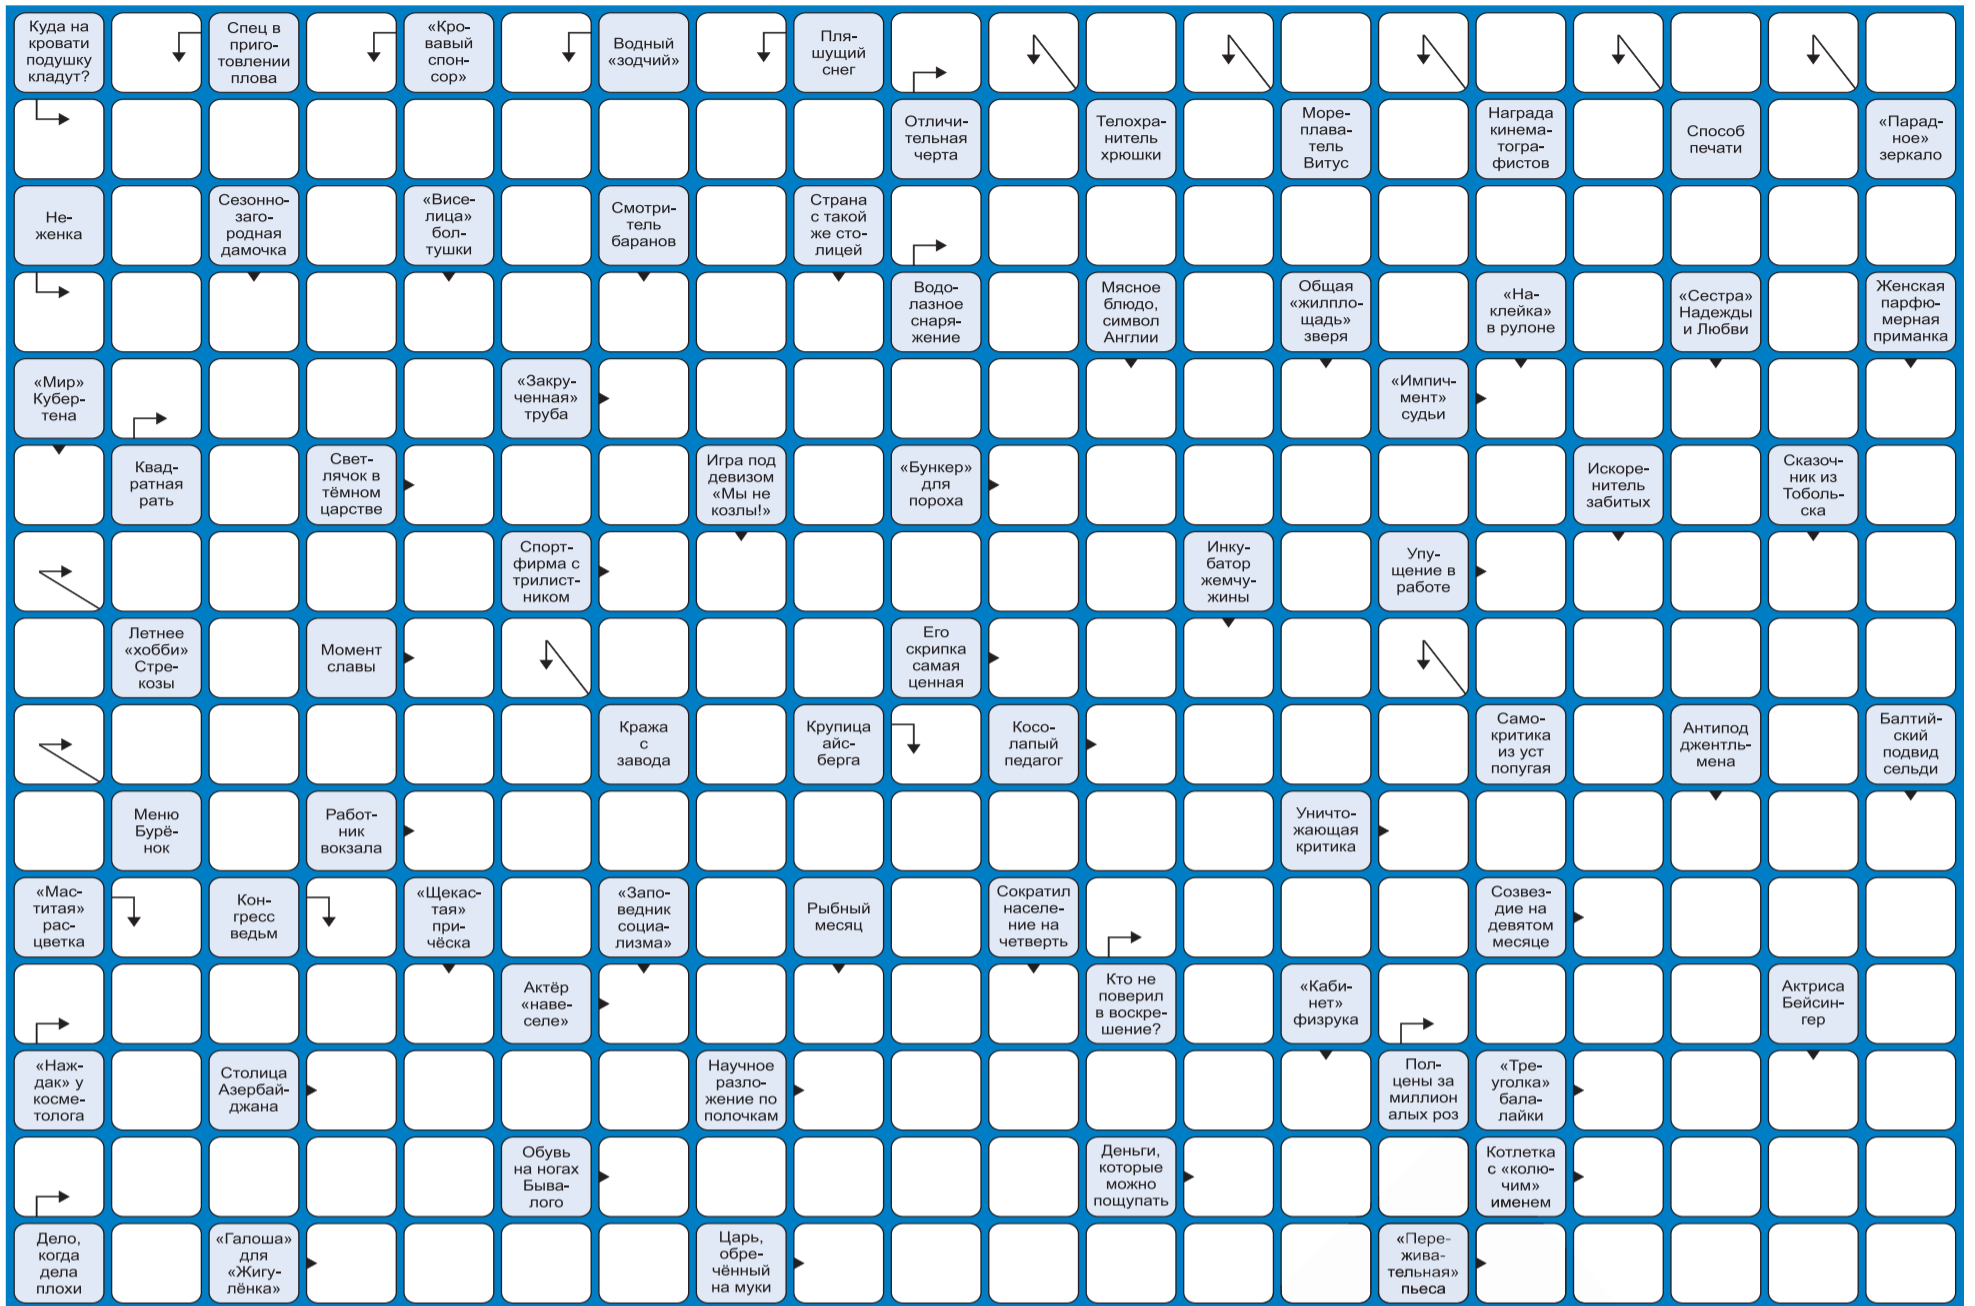 Куда на
кровати
подушку
кладут?
Спец в
приго-
товлении
плова
«Кро-
вавый
спон-
сор»
Водный
«зодчий»
Пля-
шущий
снег
Отличи-
тельная
черта
Телохра-
нитель
хрюшки
Море-
плава-
тель
Витус
Награда
кинема-
тогра-
фистов
Способ
печати
«Парад-
ное»
зеркало
Не-
женка
Сезонно-
заго-
родная
дамочка
«Висе-
лица»
бол-
тушки
Смотри-
тель
баранов
Страна
с такой
же сто-
лицей
Водо-
лазное
снаря-
жение
Мясное
блюдо,
символ
Англии
Общая
«жилпло-
щадь»
зверя
«На-
клейка»
в рулоне
«Сестра»
Надежды
и Любви
Женская
парфю-
мерная
приманка
«Мир»
Кубер-
тена
«Закру-
ченная»
труба
«Импич-
мент»
судьи
Квад-
ратная
рать
Свет-
лячок в
тёмном
царстве
Игра под
девизом
«Мы не
козлы!»
«Бункер»
для
пороха
Искоре-
нитель
забитых
Сказоч-
ник из
Тоболь-
ска
Спорт-
фирма с
трилист-
ником
Инку-
батор
жемчу-
жины
Упу-
щение в
работе
Летнее
«хобби»
Стре-
козы
Момент
славы
Его
скрипка
самая
ценная
Кража
с
завода
Крупица
айс-
берга
Косо-
лапый
педагог
Само-
критика
из уст
попугая
Антипод
джентль-
мена
Балтий-
ский
подвид
сельди
Меню
Бурё-
нок
Работ-
ник
вокзала
Уничто-
жающая
критика
«Мас-
титая»
рас-
цветка
Кон-
гресс
ведьм
«Щекас-
тая»
при-
чёска
«Запо-
ведник
социа-
лизма»
Рыбный
месяц
Сократил
населе-
ние на
четверть
Созвез-
дие на
девятом
месяце
Актёр
«наве-
селе»
Кто не
поверил
в воскре-
шение?
«Каби-
нет»
физрука
Актриса
Бейсин-
гер
«Наж-
дак» у
косме-
толога
Столица
Азербай-
джана
Научное
разло-
жение по
полочкам
Пол-
цены за
миллион
алых роз
«Тре-
уголка»
бала-
лайки
Обувь
на ногах
Быва-
лого
Деньги,
которые
можно
пощупать
Котлетка
с «колю-
чим»
именем
Дело,
когда
дела
плохи
«Галоша»
для
«Жигу-
лёнка»
Царь,
обре-
чённый
на муки
«Пере-
жива-
тельная»
пьеса